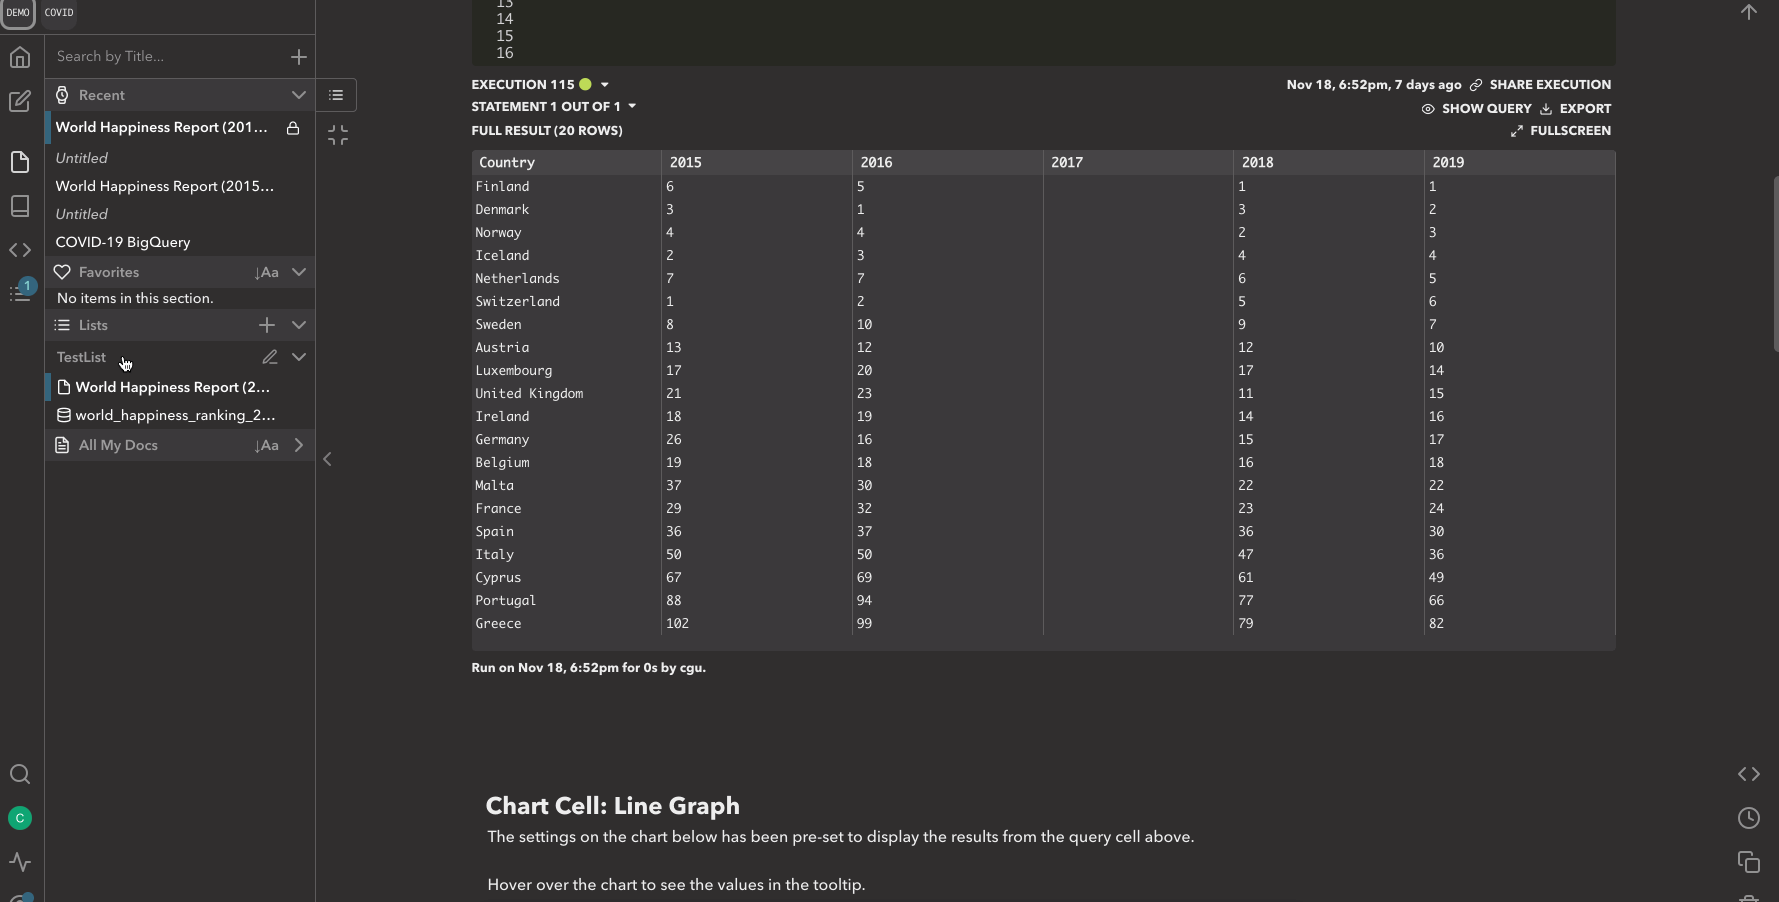 DEMO COVID
Search by Title...
Recent
World Happiness Report (201...
Untitled
World Happiness Report (2015...
Untitled
COVID-19 BigQuery
Favorites ↓Aa
No items in this section.
1
Lists
TestList
World Happiness Report (2...
world_happiness_ranking_2...
All My Docs ↓Aa
C
13
14
15
16
EXECUTION 115
STATEMENT 1 OUT OF 1
FULL RESULT (20 ROWS)
Nov 18, 6:52pm, 7 days ago SHARE EXECUTION
SHOW QUERY EXPORT
FULLSCREEN
Country 2015 2016 2017 2018 2019
Finland 6 5 1 1
Denmark 3 1 3 2
Norway 4 4 2 3
Iceland 2 3 4 4
Netherlands 7 7 6 5
Switzerland 1 2 5 6
Sweden 8 10 9 7
Austria 13 12 12 10
Luxembourg 17 20 17 14
United Kingdom 21 23 11 15
Ireland 18 19 14 16
Germany 26 16 15 17
Belgium 19 18 16 18
Malta 37 30 22 22
France 29 32 23 24
Spain 36 37 36 30
Italy 50 50 47 36
Cyprus 67 69 61 49
Portugal 88 94 77 66
Greece 102 99 79 82
Run on Nov 18, 6:52pm for 0s by cgu.
Chart Cell: Line Graph
The settings on the chart below has been pre-set to display the results from the query cell above.
Hover over the chart to see the values in the tooltip.